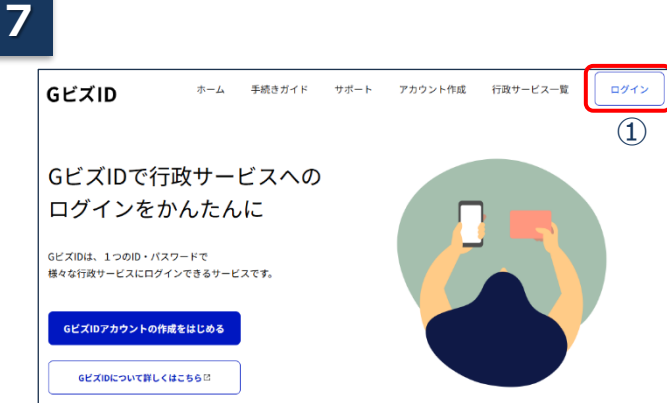 7
GビズID
ホーム 手続きガイド サポート アカウント作成 行政サービス一覧 ログイン
①
GビズIDで行政サービスへの
ログインをかんたんに
GビズIDは、1つのID・パスワードで
様々な行政サービスにログインできるサービスです。
GビズIDアカウントの作成をはじめる
GビズIDについて詳しくはこちら